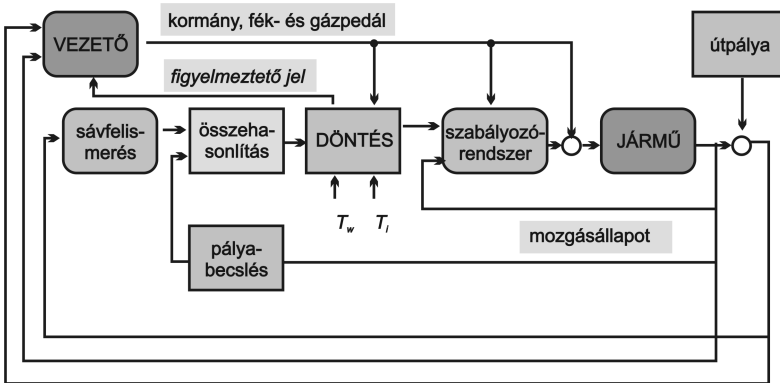 kormány, fék- és gázpedál
VEZETŐ
útpálya
figyelmeztető jel
sávfelis-
merés
összeha-
sonlítás
DÖNTÉS
szabályozó-
rendszer
JÁRMŰ
T_w
T_l
mozgásállapot
pálya-
becslés